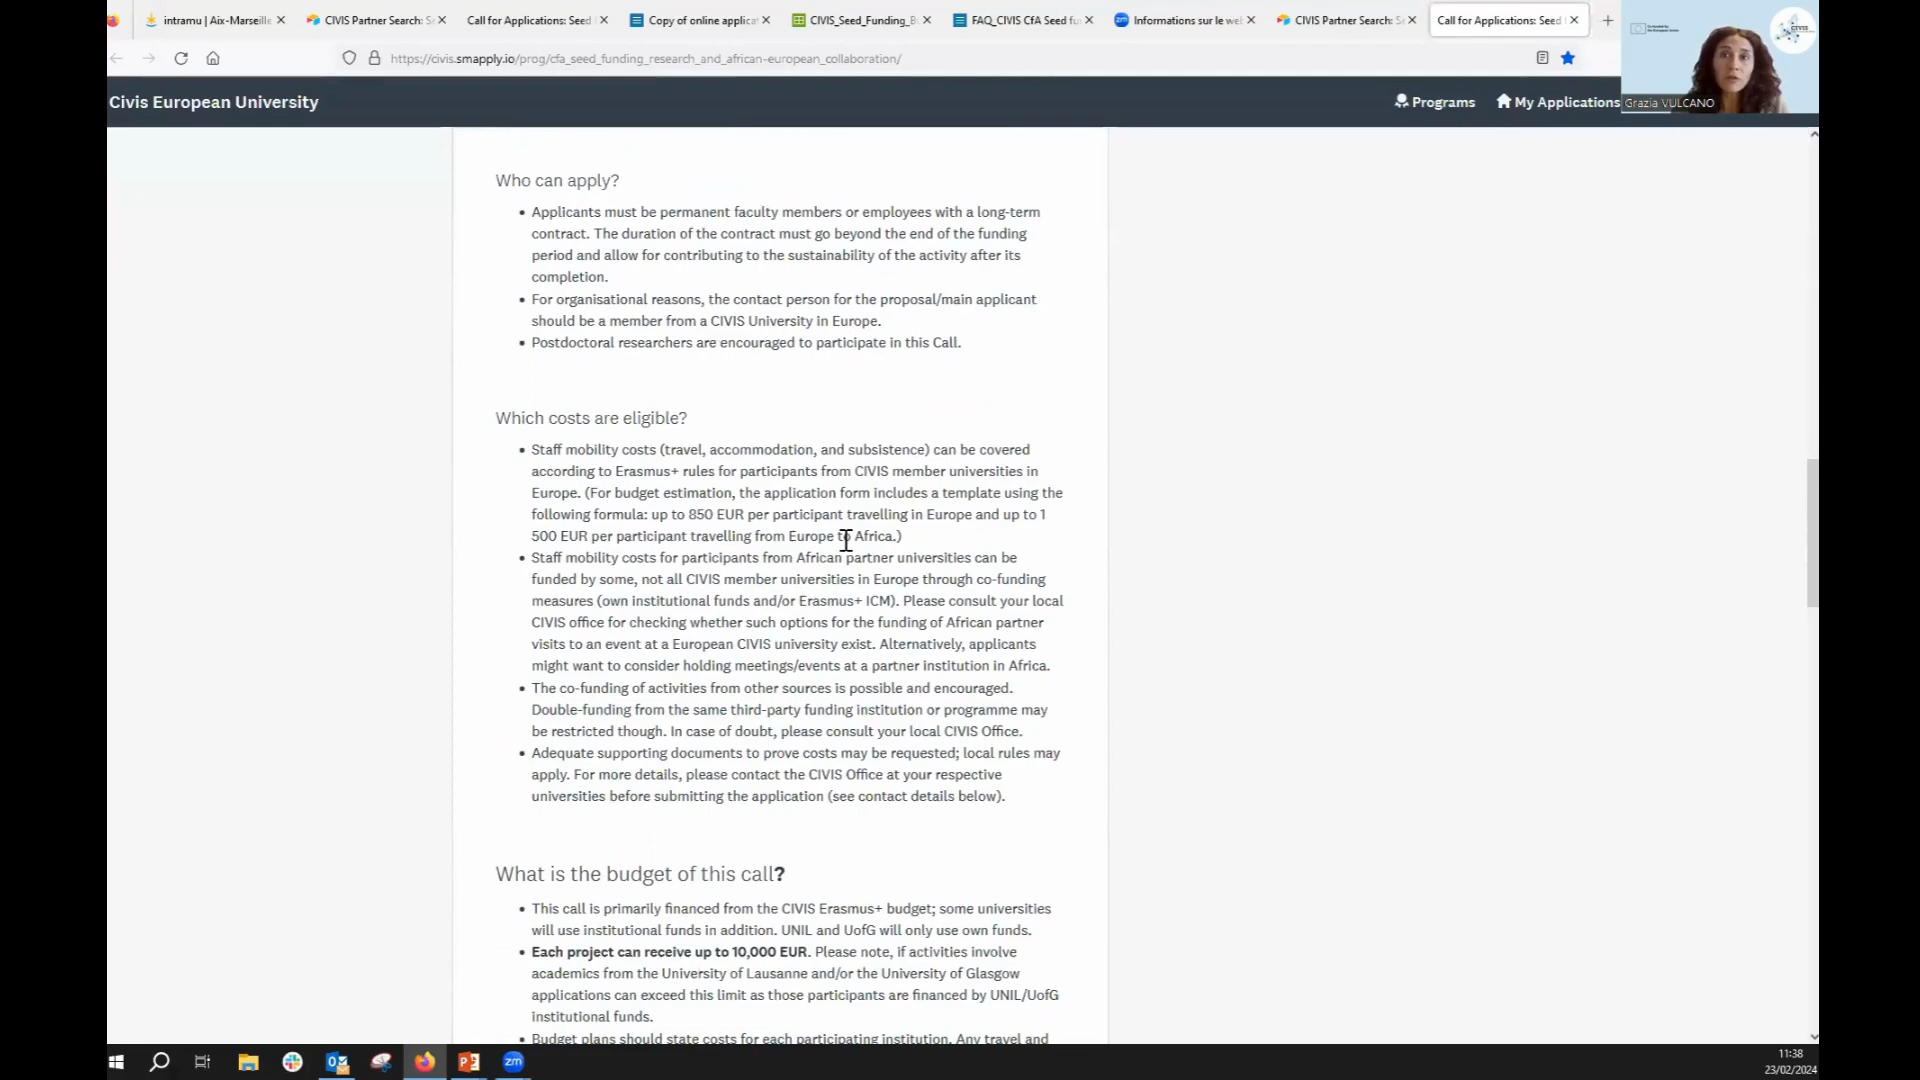 intramu | Aix-Marseille
CIVIS Partner Search: S
Call for Applications: Seed
Copy of online applica
CIVIS_Seed_Funding_B
FAQ_CIVIS CfA Seed fu
Informations sur le we
CIVIS Partner Search: S
Call for Applications: Seed
https://civis.smapply.io/prog/cfa_seed_funding_research_and_african-european_collaboration/
CIVIS
Grazia VULCANO
Civis European University
Programs
My Applications
Who can apply?
• Applicants must be permanent faculty members or employees with a long-term
contract. The duration of the contract must go beyond the end of the funding
period and allow for contributing to the sustainability of the activity after its
completion.
• For organisational reasons, the contact person for the proposal/main applicant
should be a member from a CIVIS University in Europe.
• Postdoctoral researchers are encouraged to participate in this Call.
Which costs are eligible?
• Staff mobility costs (travel, accommodation, and subsistence) can be covered
according to Erasmus+ rules for participants from CIVIS member universities in
Europe. (For budget estimation, the application form includes a template using the
following formula: up to 850 EUR per participant travelling in Europe and up to 1
500 EUR per participant travelling from Europe to Africa.)
• Staff mobility costs for participants from African partner universities can be
funded by some, not all CIVIS member universities in Europe through co-funding
measures (own institutional funds and/or Erasmus+ ICM). Please consult your local
CIVIS office for checking whether such options for the funding of African partner
visits to an event at a European CIVIS university exist. Alternatively, applicants
might want to consider holding meetings/events at a partner institution in Africa.
• The co-funding of activities from other sources is possible and encouraged.
Double-funding from the same third-party funding institution or programme may
be restricted though. In case of doubt, please consult your local CIVIS Office.
• Adequate supporting documents to prove costs may be requested; local rules may
apply. For more details, please contact the CIVIS Office at your respective
universities before submitting the application (see contact details below).
What is the budget of this call?
• This call is primarily financed from the CIVIS Erasmus+ budget; some universities
will use institutional funds in addition. UNIL and UofG will only use own funds.
• Each project can receive up to 10,000 EUR. Please note, if activities involve
academics from the University of Lausanne and/or the University of Glasgow
applications can exceed this limit as those participants are financed by UNIL/UofG
institutional funds.
• Budget plans should state costs for each participating institution. Any travel and
zm
11:38
23/02/2024